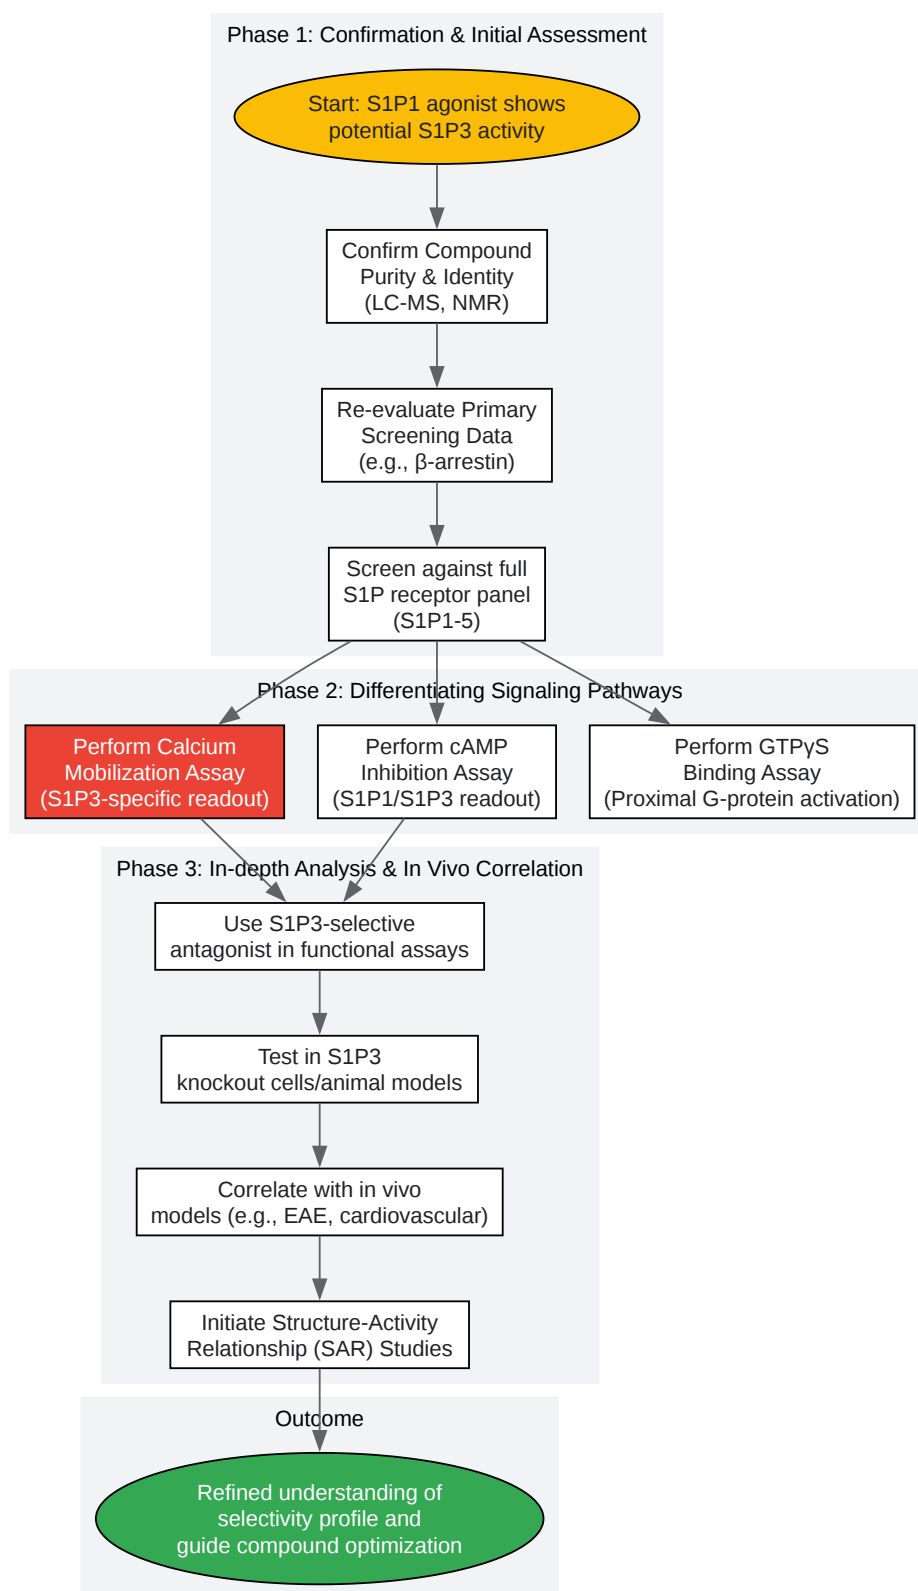 Phase 1: Confirmation & Initial Assessment
Start: S1P1 agonist shows
potential S1P3 activity
Confirm Compound
Purity & Identity
(LC-MS, NMR)
Re-evaluate Primary
Screening Data
(e.g., β-arrestin)
Screen against full
S1P receptor panel
(S1P1-5)
Phase 2: Differentiating Signaling Pathways
Perform Calcium
Mobilization Assay
(S1P3-specific readout)
Perform cAMP
Inhibition Assay
(S1P1/S1P3 readout)
Perform GTPγS
Binding Assay
(Proximal G-protein activation)
Phase 3: In-depth Analysis & In Vivo Correlation
Use S1P3-selective
antagonist in functional assays
Test in S1P3
knockout cells/animal models
Correlate with in vivo
models (e.g., EAE, cardiovascular)
Initiate Structure-Activity
Relationship (SAR) Studies
Outcome
Refined understanding of
selectivity profile and
guide compound optimization